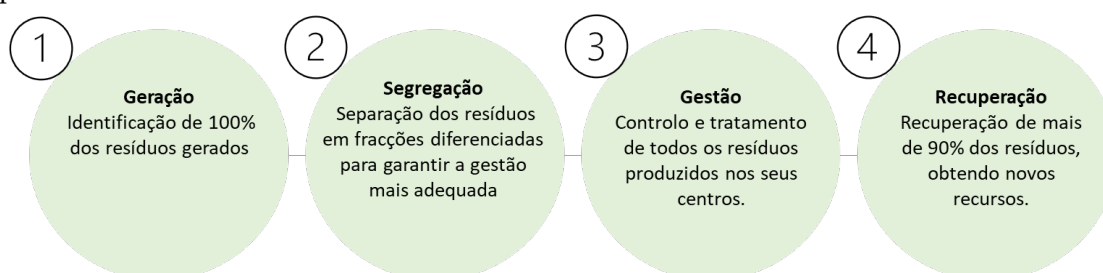 1
Geração
Identificação de 100%
dos resíduos gerados
2
Segregação
Separação dos resíduos
em fracções diferenciadas
para garantir a gestão
mais adequada
3
Gestão
Controlo e tratamento
de todos os resíduos
produzidos nos seus
centros.
4
Recuperação
Recuperação de mais
de 90% dos resíduos,
obtendo novos
recursos.